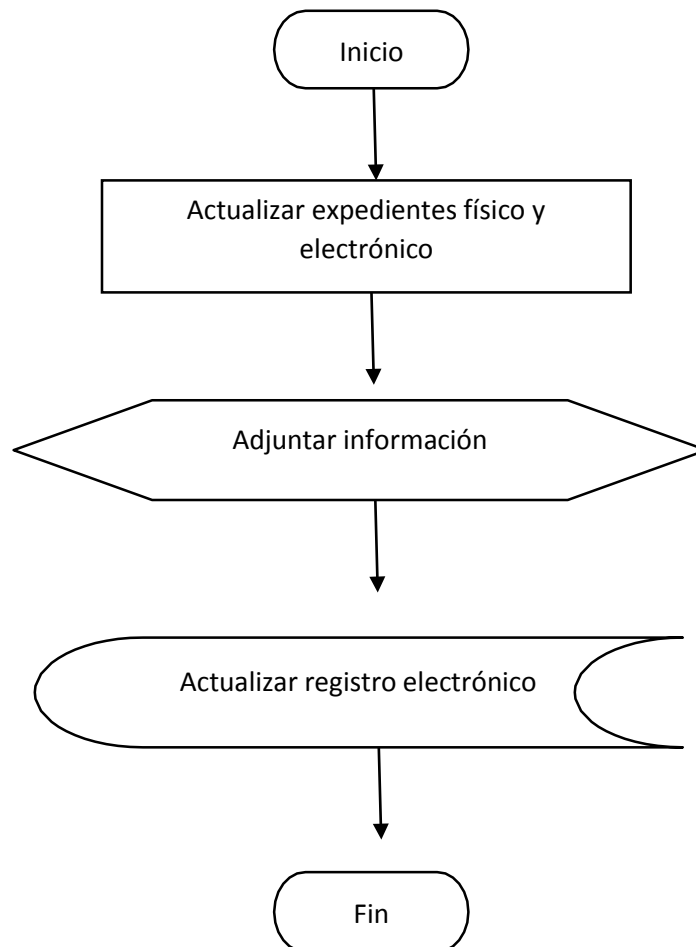 Inicio
Actualizar expedientes físico y
electrónico
Adjuntar información
Actualizar registro electrónico
Fin